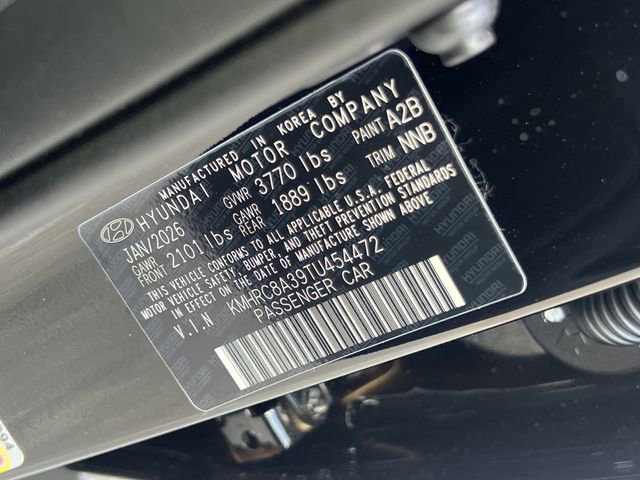 MANUFACTURED IN KOREA BY
HYUNDAI MOTOR COMPANY
JAN/2026 GVWR 3770 lbs PAINT A2B
GAWR FRONT 2101 lbs GAWR REAR 1889 lbs TRIM NNB
THIS VEHICLE CONFORMS TO ALL APPLICABLE U.S.A. FEDERAL
MOTOR VEHICLE SAFETY, BUMPER, AND THEFT PREVENTION STANDARDS
IN EFFECT ON THE DATE OF MANUFACTURE SHOWN ABOVE
V.I.N KMHRC8A39TU454472
PASSENGER CAR